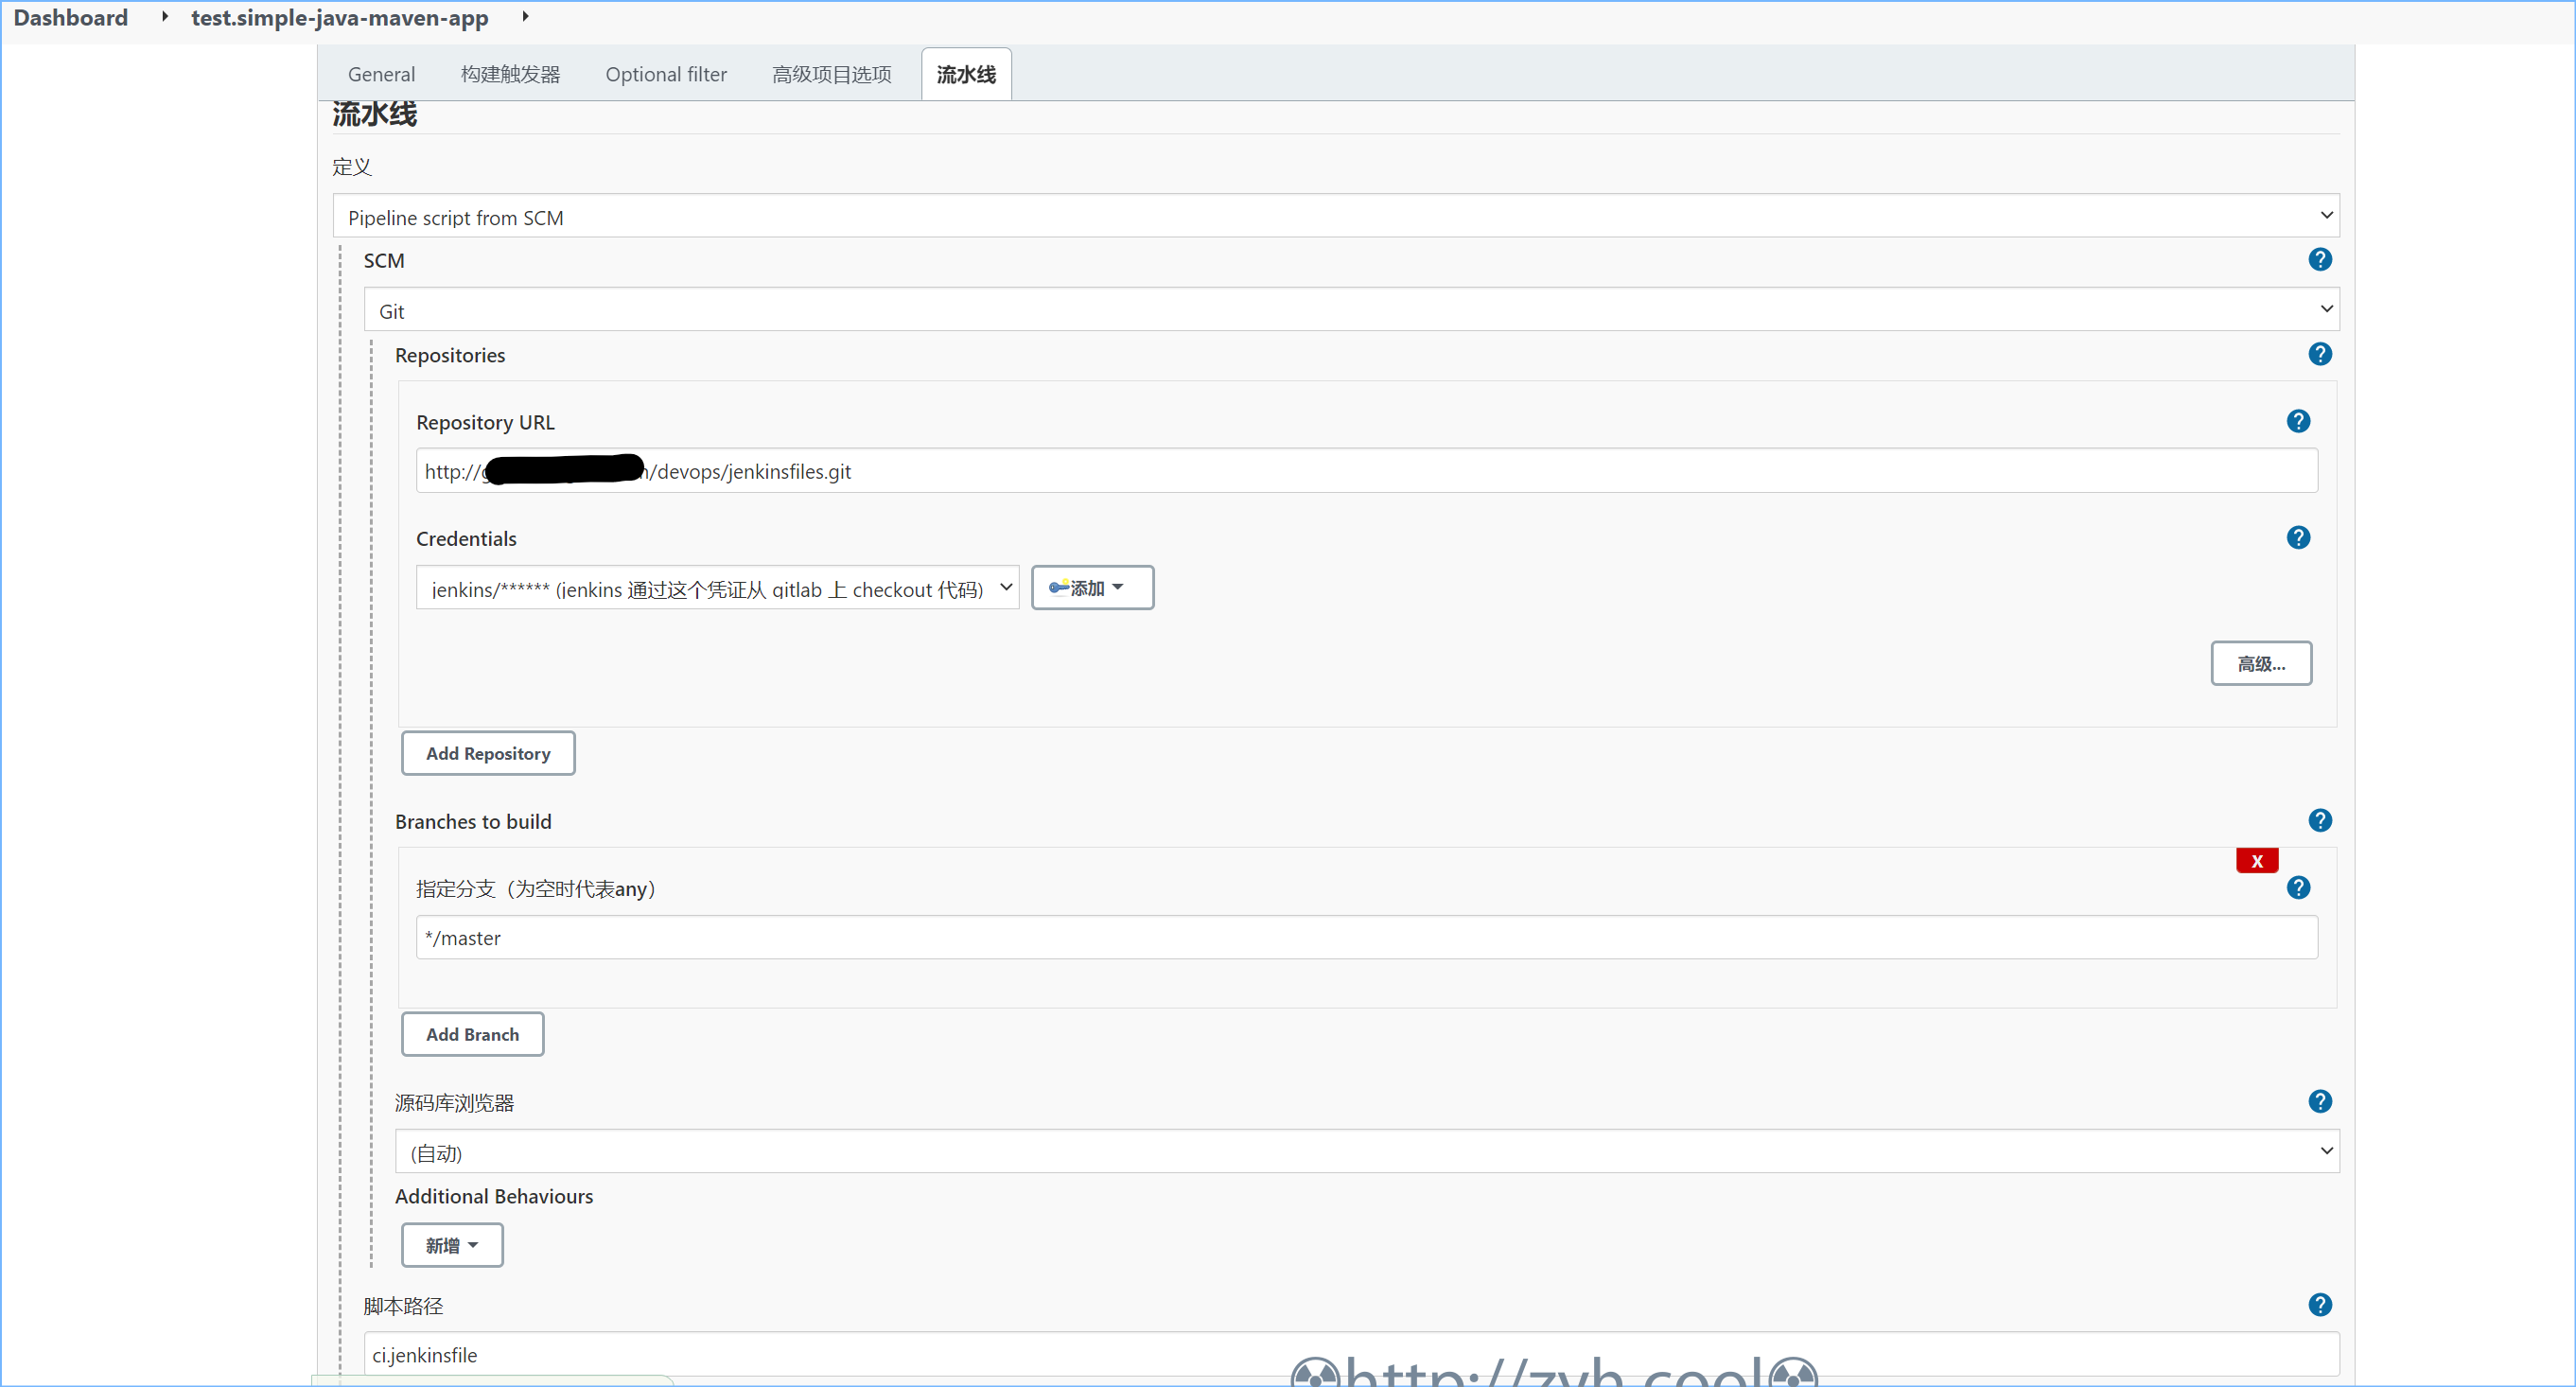 Dashboard test.simple-java-maven-app
General 构建触发器 Optional filter 高级项目选项 流水线
流水线
定义
Pipeline script from SCM
SCM
Git
Repositories
Repository URL
http:// /devops/jenkinsfiles.git
Credentials
jenkins/****** (jenkins 通过这个凭证从 gitlab 上 checkout 代码) 添加
高级...
Add Repository
Branches to build
X
指定分支（为空时代表any）
*/master
Add Branch
源码库浏览器
(自动)
Additional Behaviours
新增
脚本路径
ci.jenkinsfile
http://zyh.cool